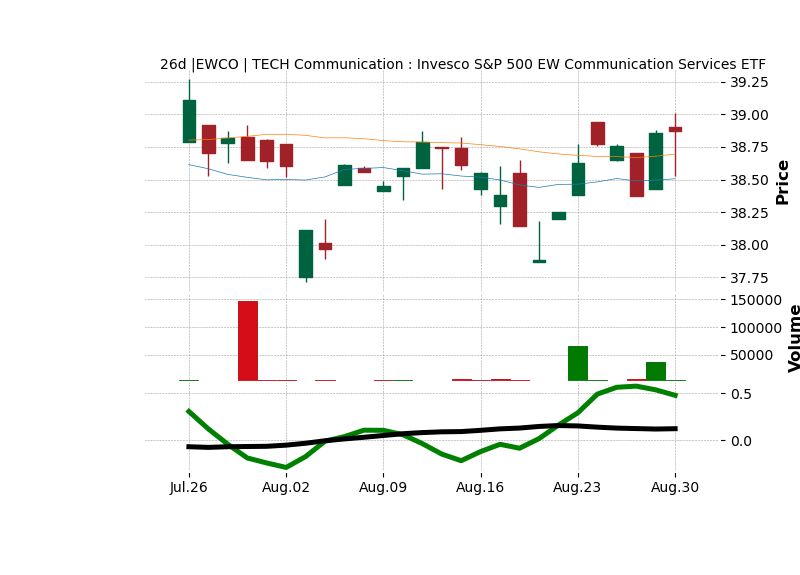 26d |EWCO | TECH Communication : Invesco S&P 500 EW Communication Services ETF
39.25
39.00
38.75
38.50
38.25
38.00
37.75
Price
150000
100000
50000
Volume
0.5
0.0
Jul.26
Aug.02
Aug.09
Aug.16
Aug.23
Aug.30